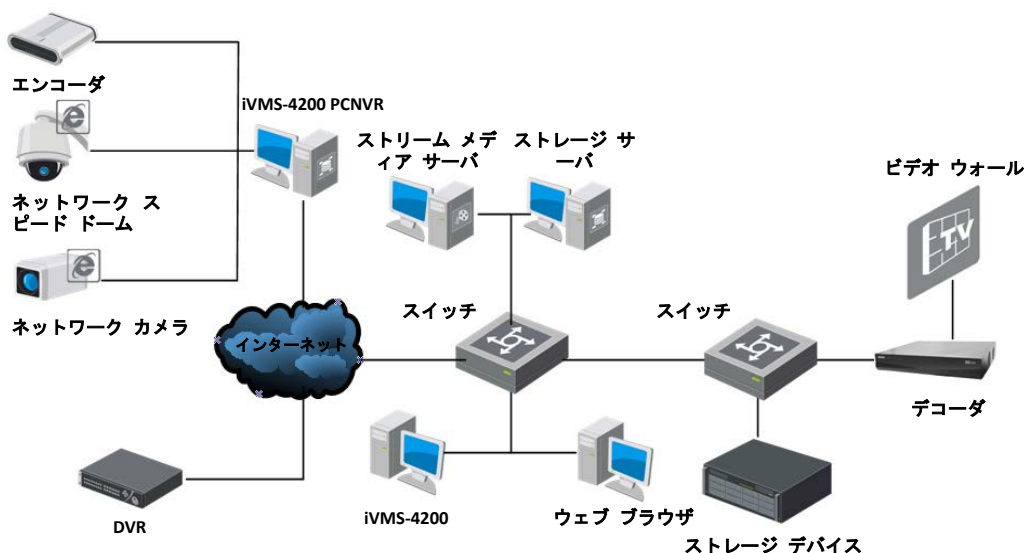 エンコーダ
iVMS-4200 PCNVR
ストリーム メデ
ィア サーバ
ストレージ サ
ーバ
ビデオ ウォール
TV
ネットワーク ス
ピード ドーム
ネットワーク カメラ
スイッチ
スイッチ
インターネット
デコーダ
DVR
iVMS-4200
ウェブ ブラウザ
ストレージ デバイス